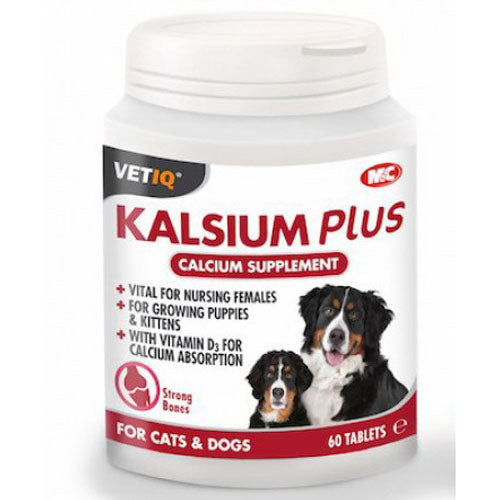 VETIQ®
M&C
KALSIUM PLUS
CALCIUM SUPPLEMENT
+ VITAL FOR NURSING FEMALES
+ FOR GROWING PUPPIES
& KITTENS
+ WITH VITAMIN D₃ FOR
CALCIUM ABSORPTION
Strong
Bones
FOR CATS & DOGS
60 TABLETS ℮